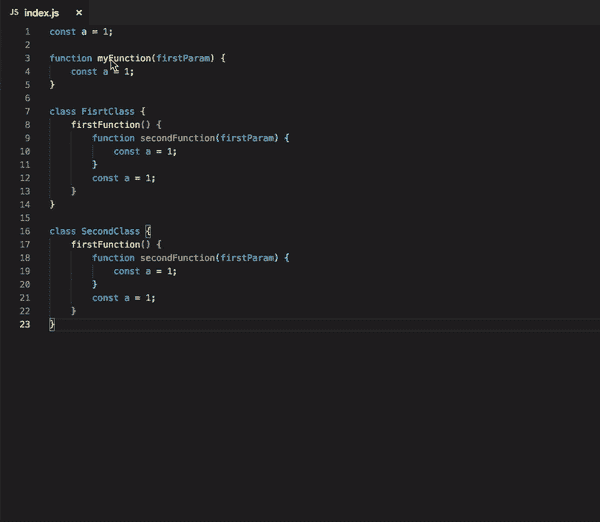 JS index.js ×
1 const a = 1;
2
3 function myFunction(firstParam) {
4     const a = 1;
5 }
6
7 class FisrtClass {
8     firstFunction() {
9         function secondFunction(firstParam) {
10             const a = 1;
11         }
12         const a = 1;
13     }
14 }
15
16 class SecondClass {
17     firstFunction() {
18         function secondFunction(firstParam) {
19             const a = 1;
20         }
21         const a = 1;
22     }
23 }